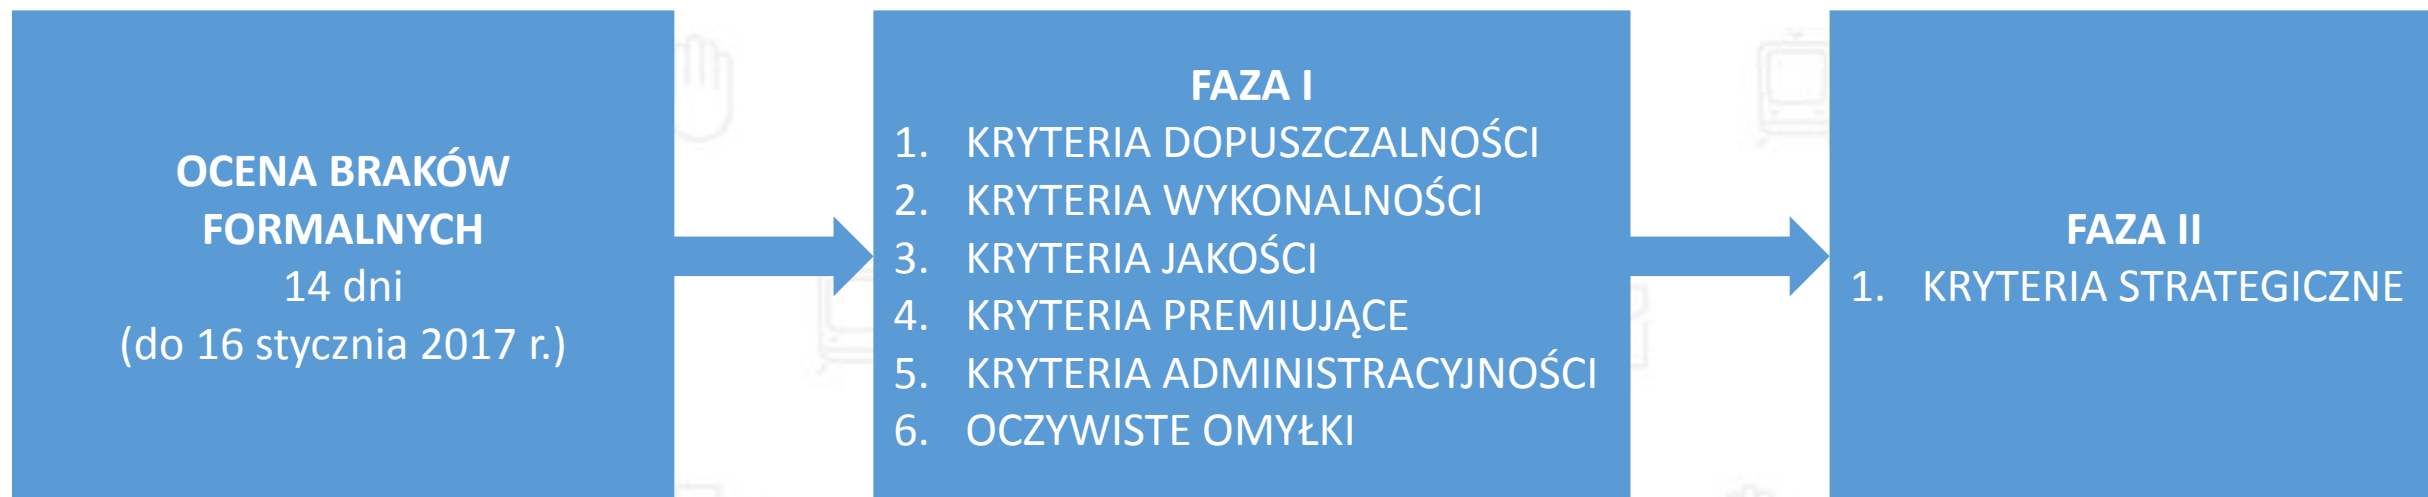 OCENA BRAKÓW
FORMALNYCH
14 dni
(do 16 stycznia 2017 r.)
FAZA I
1. KRYTERIA DOPUSZCZALNOŚCI
2. KRYTERIA WYKONALNOŚCI
3. KRYTERIA JAKOŚCI
4. KRYTERIA PREMIUJĄCE
5. KRYTERIA ADMINISTRACYJNOŚCI
6. OCZYWISTE OMYŁKI
FAZA II
1. KRYTERIA STRATEGICZNE